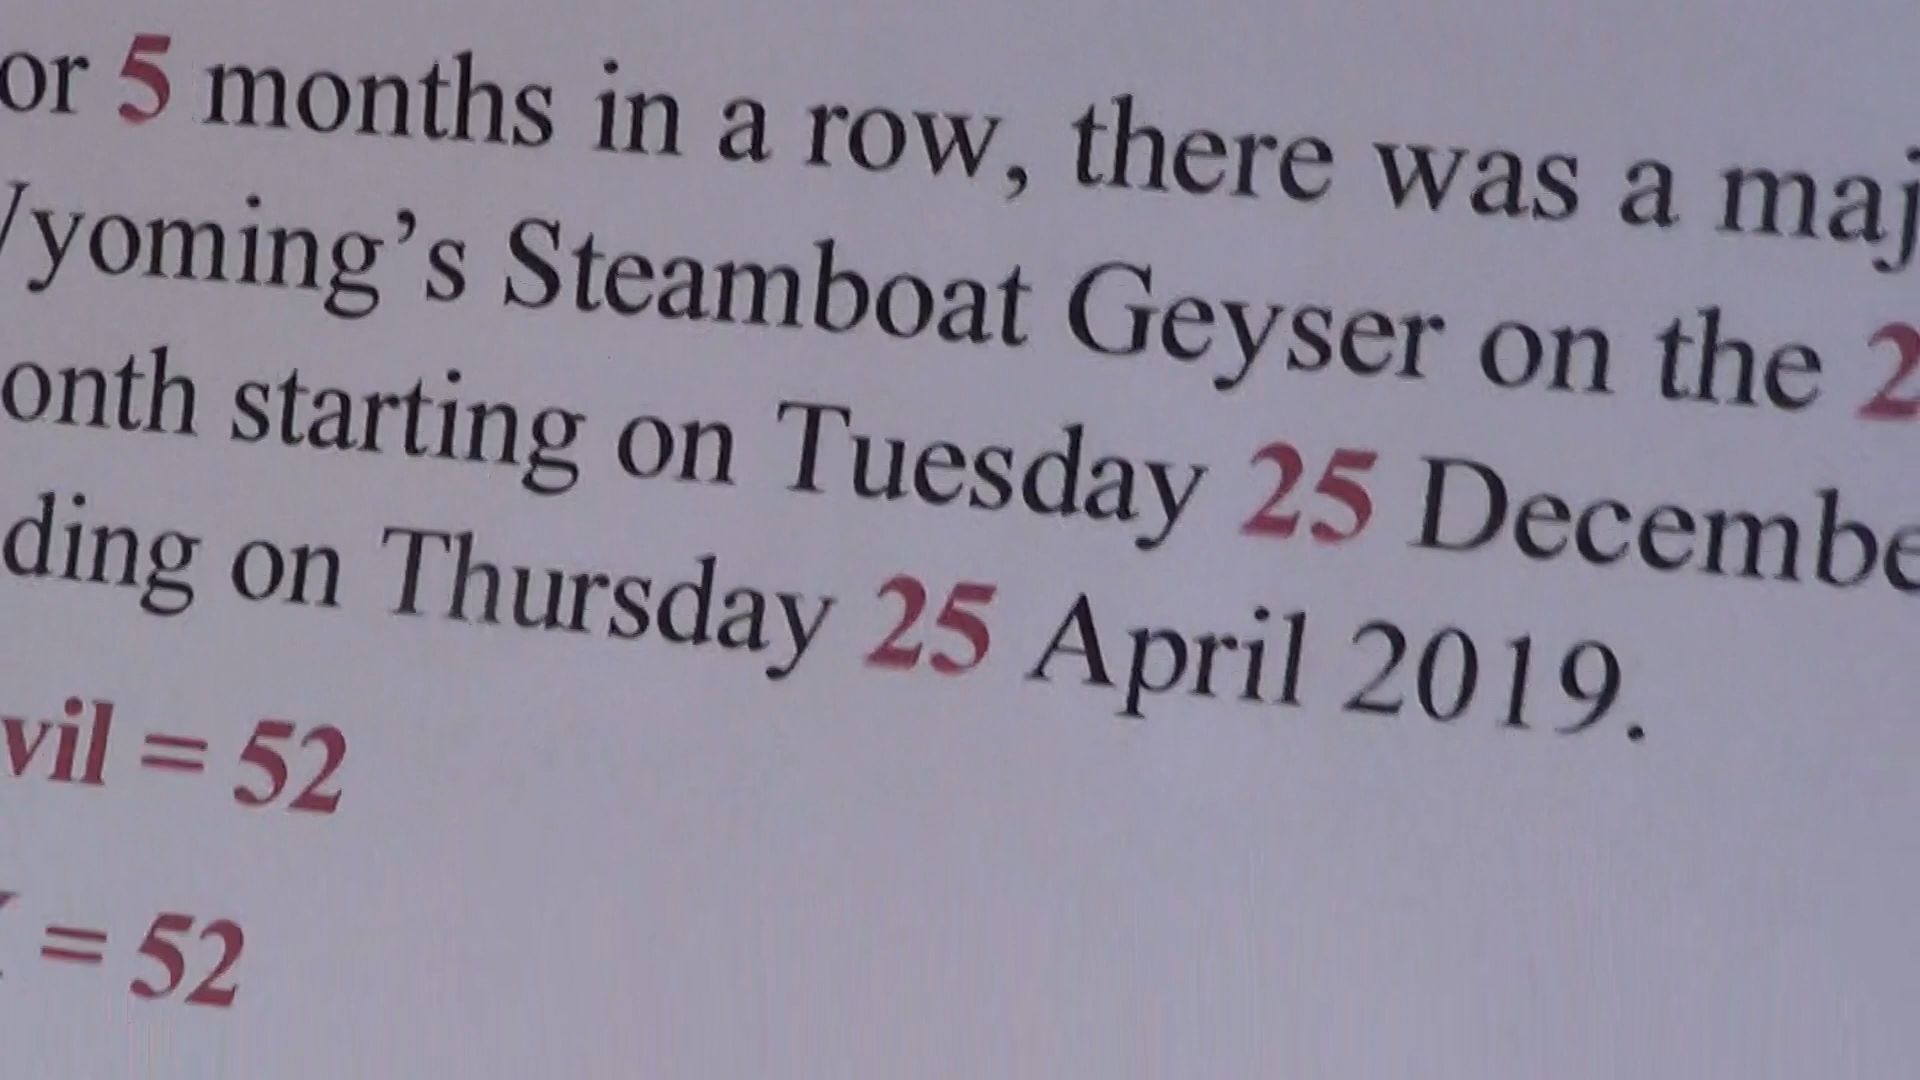 or 5 months in a row, there was a maj
yoming's Steamboat Geyser on the 2
onth starting on Tuesday 25 Decembe
ding on Thursday 25 April 2019.
vil = 52
= 52